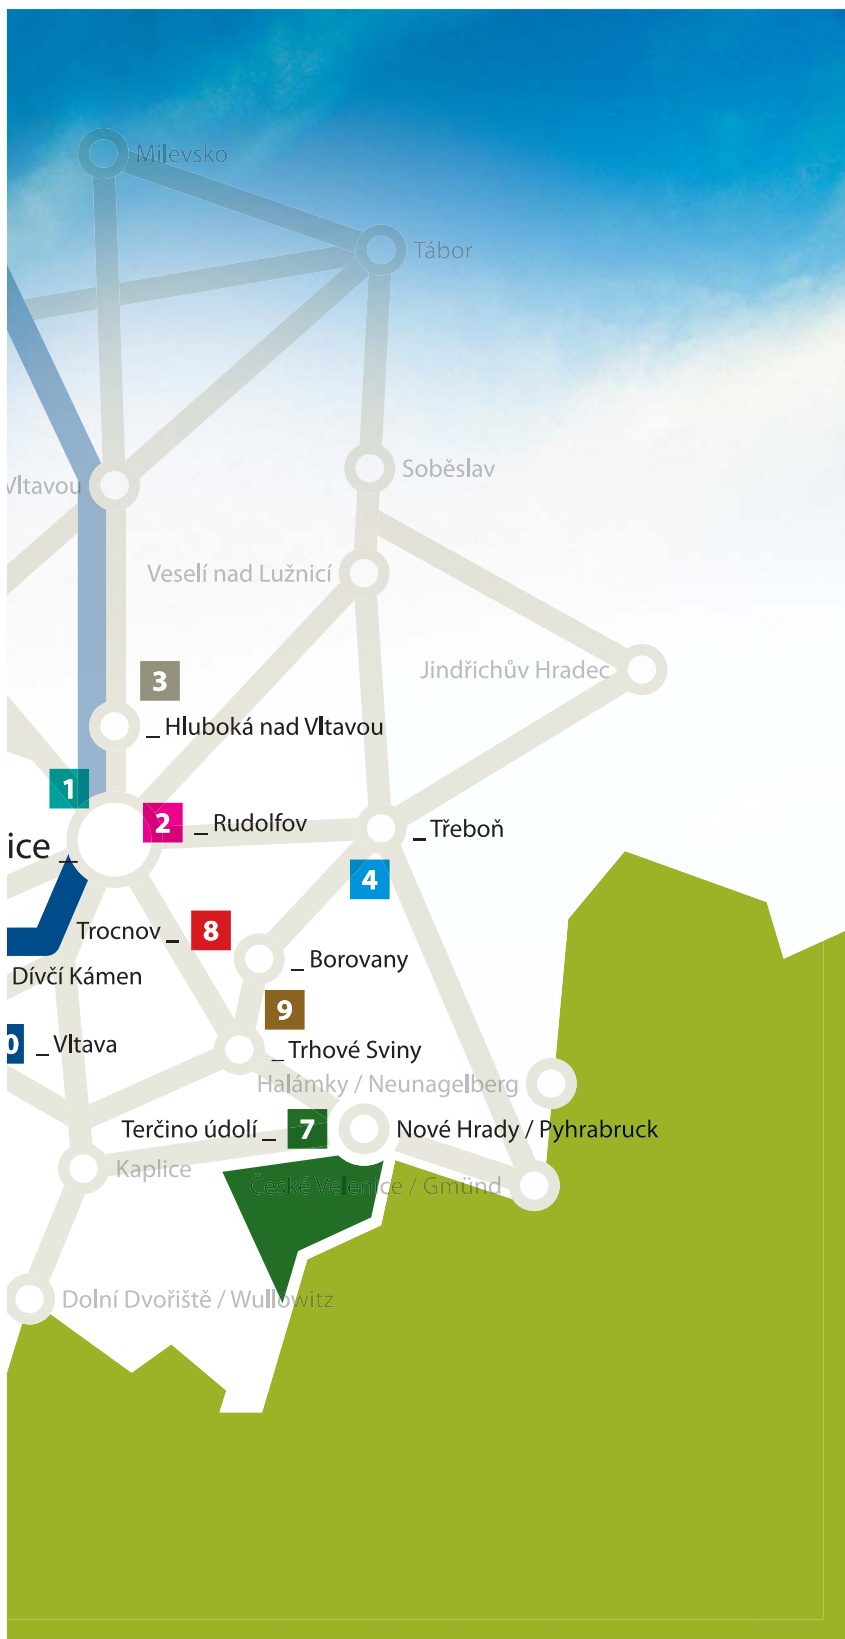 Milevsko
Tábor
Soběslav
Vltavou
Veselí nad Lužnicí
Jindřichův Hradec
3
_ Hluboká nad Vltavou
1
2 _ Rudolfov
_ Třeboň
ice _
4
Trocnov _ 8
_ Borovany
Dívčí Kámen
9
0 _ Vltava
_ Trhové Sviny
Halámky / Neunagelberg
Terčino údolí _ 7
Nové Hrady / Pyhrabruck
Kaplice
České Velenice / Gmünd
Dolní Dvořiště / Wullowitz